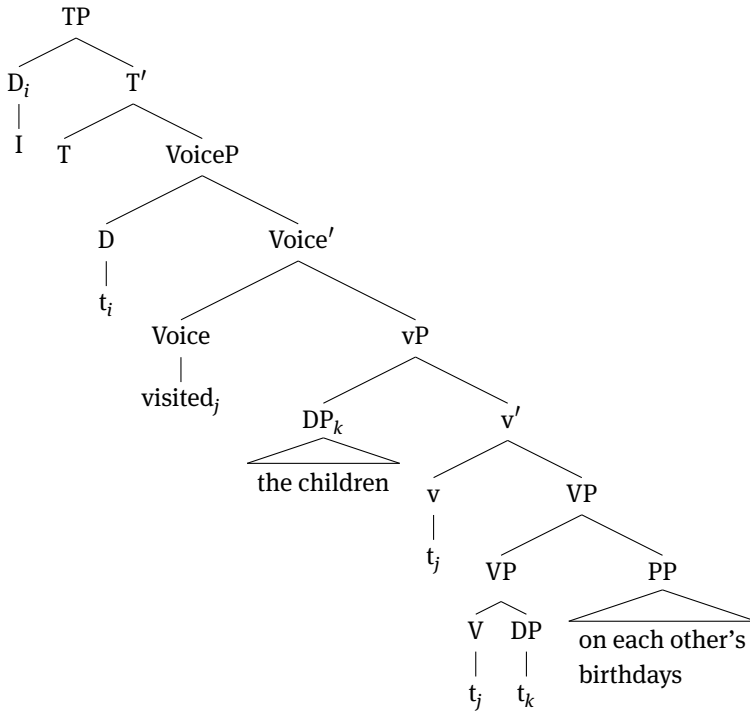 TP
D_i T′
I T VoiceP
D Voice′
t_i
Voice vP
visited_j
DP_k v′
the children
v VP
t_j
VP PP
V DP on each other's
birthdays
t_j t_k